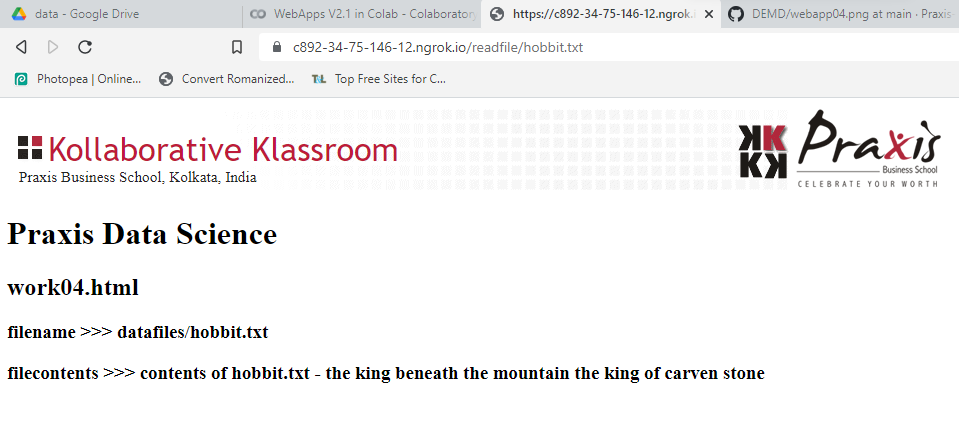 data - Google Drive
WebApps V2.1 in Colab - Colaborator
https://c892-34-75-146-12.ngrok.i
DEMD/webapp04.png at main · Praxis
c892-34-75-146-12.ngrok.io/readfile/hobbit.txt
Photopea | Online...
Convert Romanized...
Top Free Sites for C...
Kollaborative Klassroom
Praxis Business School, Kolkata, India
KK
KK
Praxis
Business School
CELEBRATE YOUR WORTH
Praxis Data Science
work04.html
filename >>> datafiles/hobbit.txt
filecontents >>> contents of hobbit.txt - the king beneath the mountain the king of carven stone